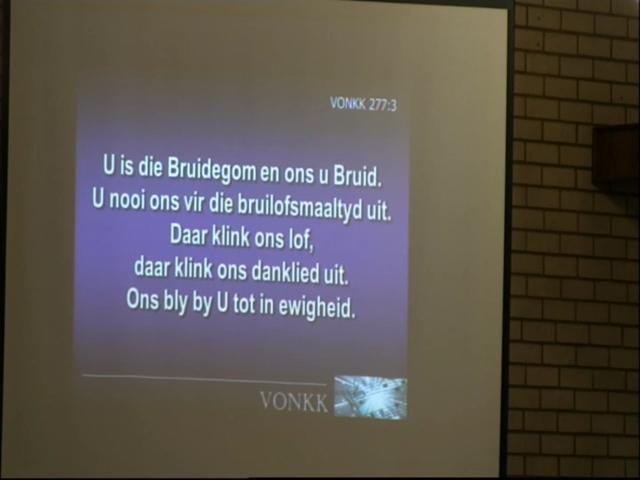 VONKK 277:3
U is die Bruidegom en ons u Bruid.
U nooi ons vir die bruilofsmaaltyd uit.
Daar klink ons lof,
daar klink ons danklied uit.
Ons bly by U tot in ewigheid.
VONKK